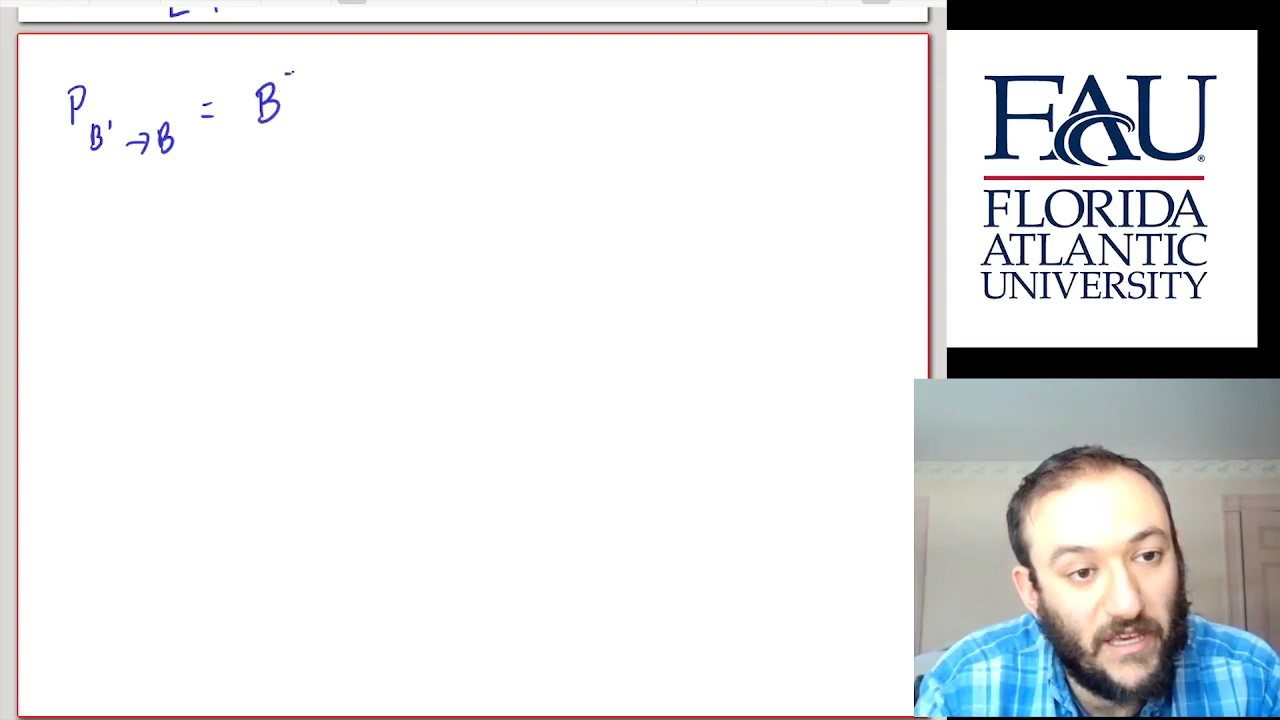 P_{B' → B} = B⁻
FAU®
FLORIDA
ATLANTIC
UNIVERSITY